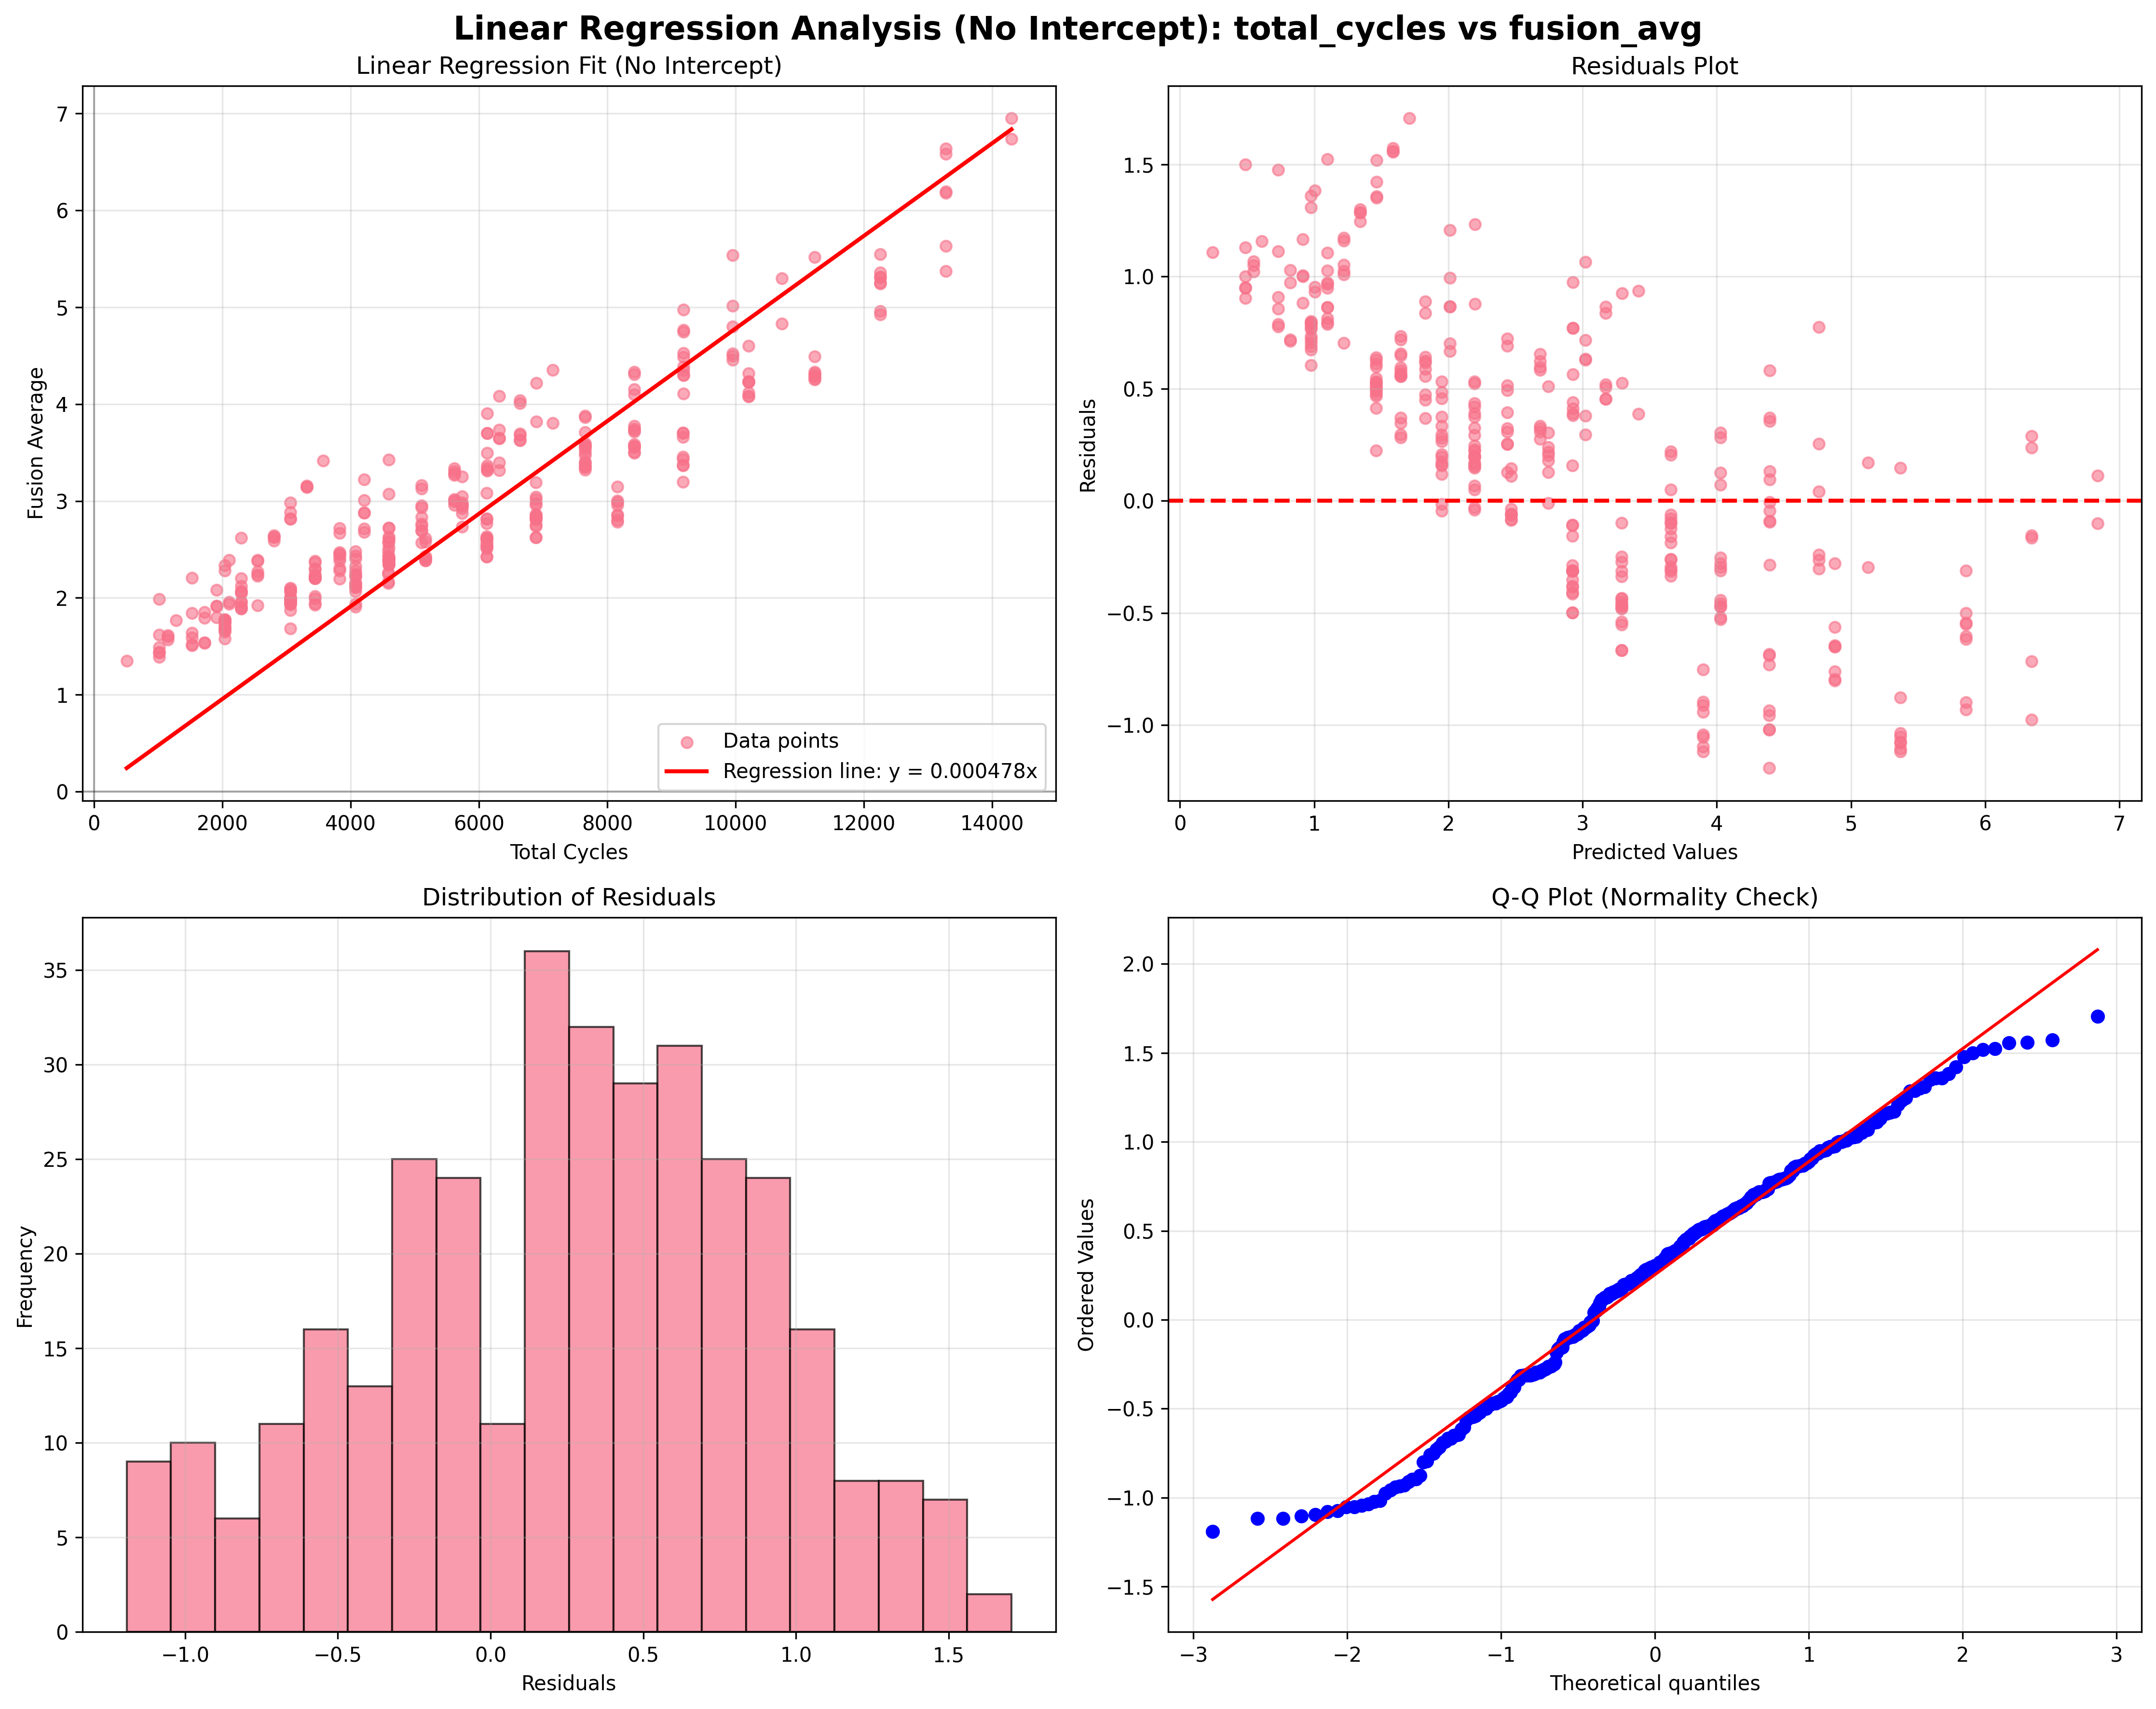 Linear Regression Analysis (No Intercept): total_cycles vs fusion_avg
Linear Regression Fit (No Intercept)
Fusion Average
7
6
5
4
3
2
1
0
0 2000 4000 6000 8000 10000 12000 14000
Total Cycles
Data points
Regression line: y = 0.000478x
Residuals Plot
Residuals
1.5
1.0
0.5
0.0
−0.5
−1.0
0 1 2 3 4 5 6 7
Predicted Values
Distribution of Residuals
Frequency
35
30
25
20
15
10
5
0
−1.0 −0.5 0.0 0.5 1.0 1.5
Residuals
Q-Q Plot (Normality Check)
Ordered Values
2.0
1.5
1.0
0.5
0.0
−0.5
−1.0
−1.5
−3 −2 −1 0 1 2 3
Theoretical quantiles